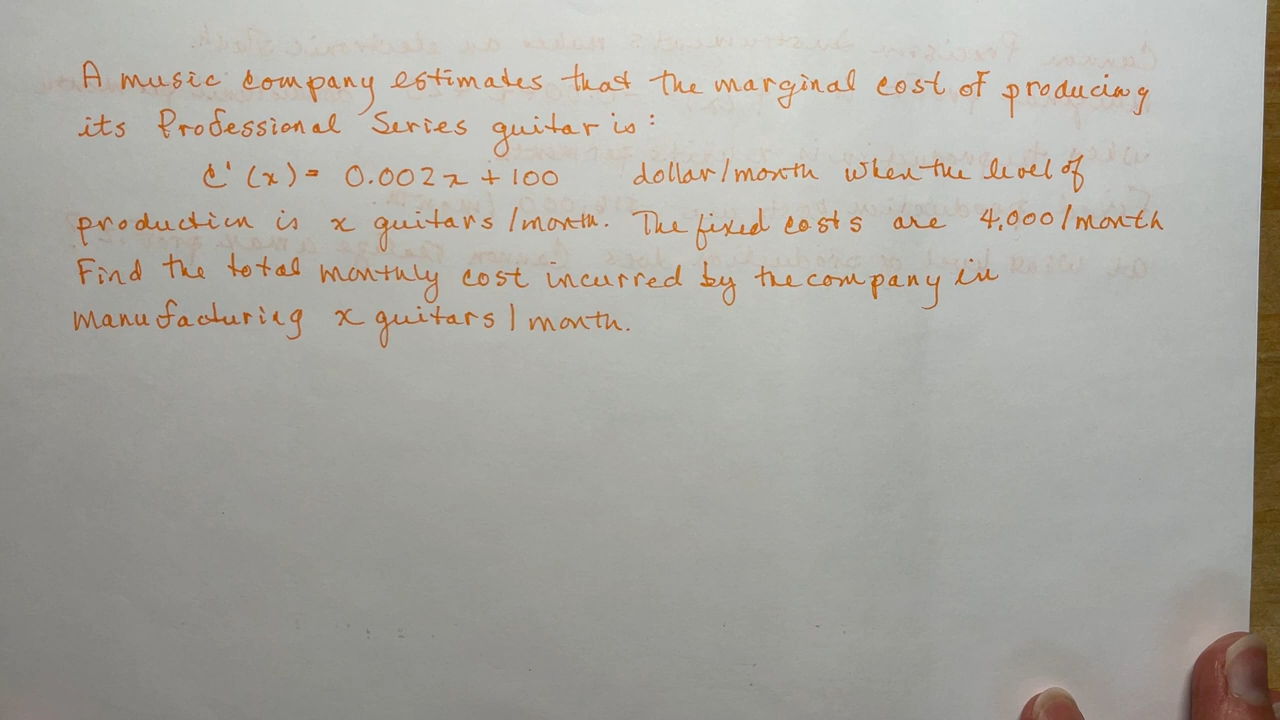 A music company estimates that the marginal cost of producing
its Professional Series guitar is:
C'(x) = 0.002x + 100 dollar/month when the level of
production is x guitars/month. The fixed costs are 4,000/month
Find the total monthly cost incurred by the company in
manufacturing x guitars/month.